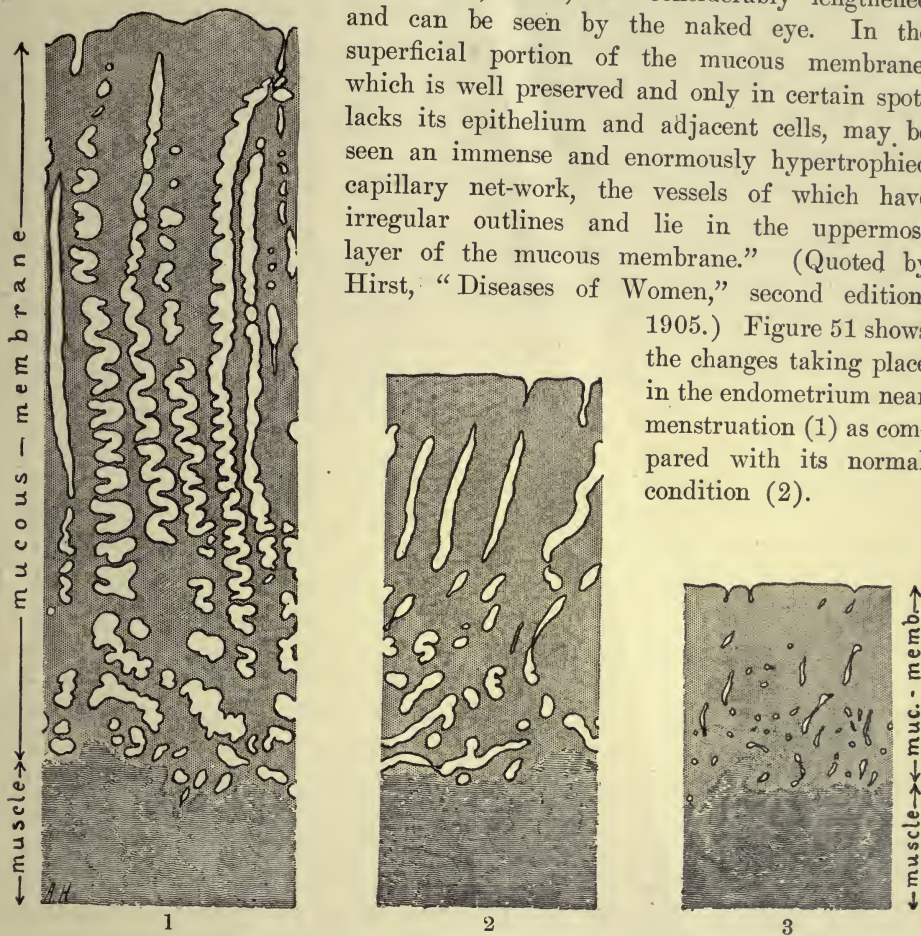 and can be seen by the naked eye. In the
superficial portion of the mucous membrane
which is well preserved and only in certain spot
lacks its epithelium and adjacent cells, may be
seen an immense and enormously hypertrophied
capillary net-work, the vessels of which have
irregular outlines and lie in the uppermos
layer of the mucous membrane.” (Quoted by
Hirst, “Diseases of Women,” second edition
1905.) Figure 51 shows
the changes taking place
in the endometrium near
menstruation (1) as com-
pared with its normal
condition (2).
mucous-membrane
muscle
A.H
1
2
3
muc.-memb.
muscle